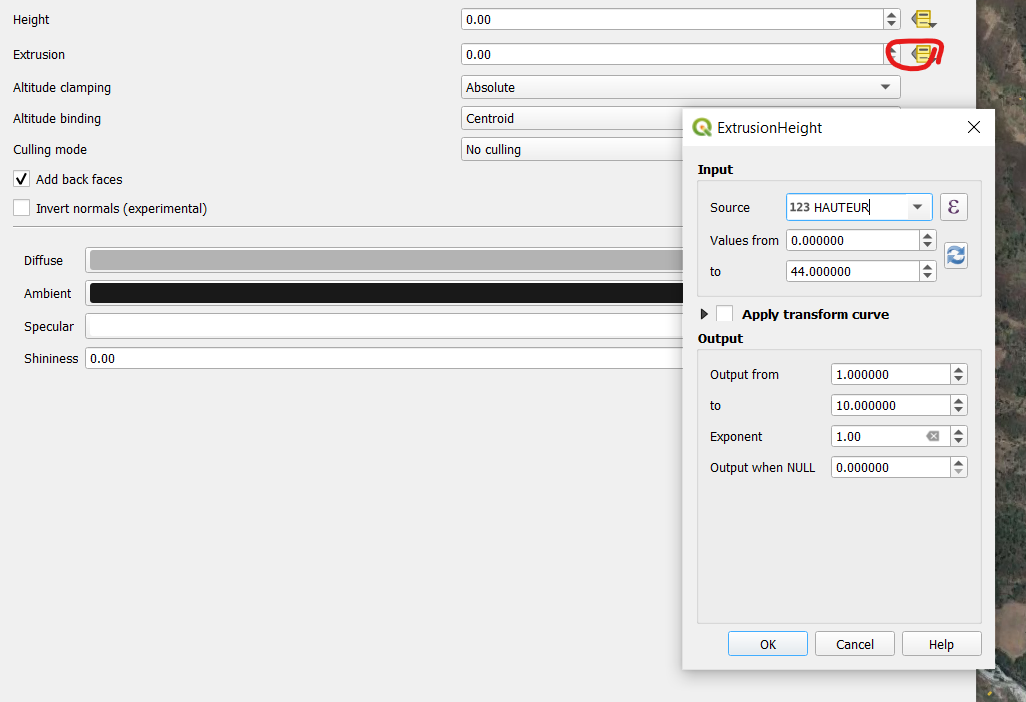 Height 0.00
Extrusion 0.00
Altitude clamping Absolute
Altitude binding Centroid
Culling mode No culling
Add back faces
Invert normals (experimental)
Diffuse
Ambient
Specular
Shininess 0.00
ExtrusionHeight
Input
Source 123 HAUTEUR ε
Values from 0.000000
to 44.000000
Apply transform curve
Output
Output from 1.000000
to 10.000000
Exponent 1.00
Output when NULL 0.000000
OK Cancel Help